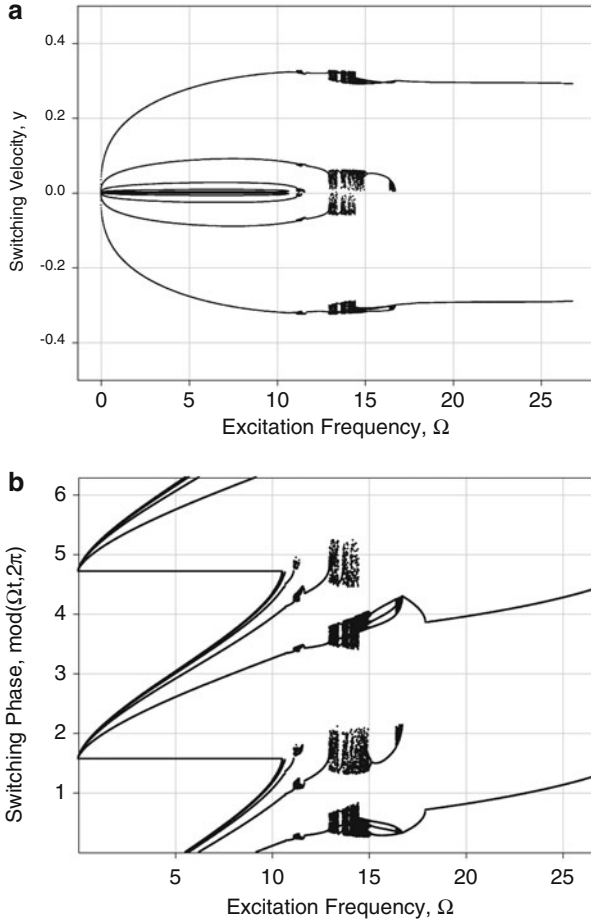 a
0.4
0.2
0.0
-0.2
-0.4
Switching Velocity, y
0 5 10 15 20 25
Excitation Frequency, Ω
b
6
5
4
3
2
1
Switching Phase, mod(Ωt,2π)
5 10 15 20 25
Excitation Frequency, Ω